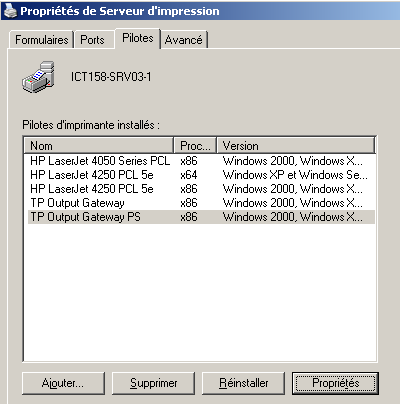 Propriétés de Serveur d'impression
Formulaires Ports Pilotes Avancé
ICT158-SRV03-1
Pilotes d'imprimante installés :
Nom Proc... Version
HP LaserJet 4050 Series PCL x86 Windows 2000, Windows X...
HP LaserJet 4250 PCL 5e x64 Windows XP et Windows Se...
HP LaserJet 4250 PCL 5e x86 Windows 2000, Windows X...
TP Output Gateway x86 Windows 2000, Windows X...
TP Output Gateway PS x86 Windows 2000, Windows X...
Ajouter... Supprimer Réinstaller Propriétés